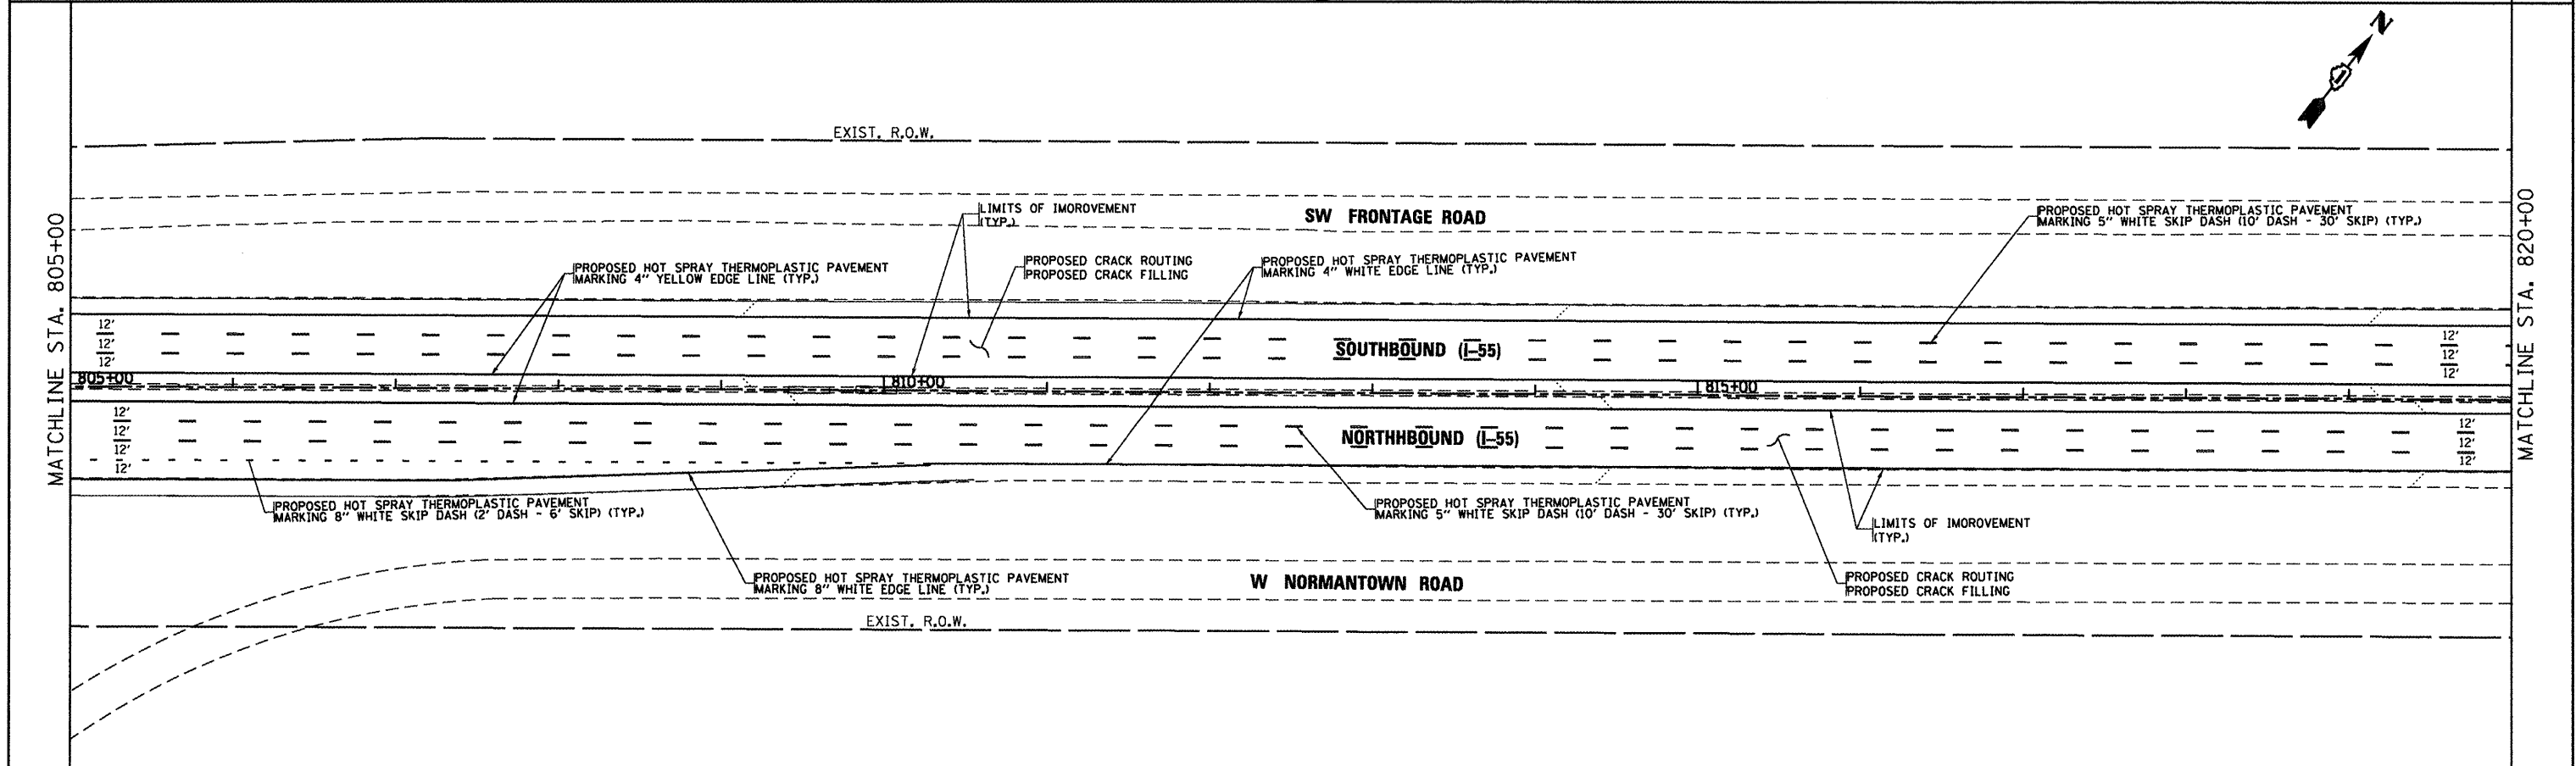 N
EXIST. R.O.W.
MATCHLINE STA. 805+00
MATCHLINE STA. 820+00
LIMITS OF IMOROVEMENT
(TYP.)
SW FRONTAGE ROAD
PROPOSED HOT SPRAY THERMOPLASTIC PAVEMENT
MARKING 5" WHITE SKIP DASH (10' DASH - 30' SKIP) (TYP.)
PROPOSED HOT SPRAY THERMOPLASTIC PAVEMENT
MARKING 4" YELLOW EDGE LINE (TYP.)
PROPOSED CRACK ROUTING
PROPOSED CRACK FILLING
PROPOSED HOT SPRAY THERMOPLASTIC PAVEMENT
MARKING 4" WHITE EDGE LINE (TYP.)
12'
12'
12'
SOUTHBOUND (I-55)
12'
12'
12'
805+00
810+00
815+00
12'
12'
12'
12'
NORTHHBOUND (I-55)
12'
12'
12'
PROPOSED HOT SPRAY THERMOPLASTIC PAVEMENT
MARKING 8" WHITE SKIP DASH (2' DASH - 6' SKIP) (TYP.)
PROPOSED HOT SPRAY THERMOPLASTIC PAVEMENT
MARKING 5" WHITE SKIP DASH (10' DASH - 30' SKIP) (TYP.)
LIMITS OF IMOROVEMENT
(TYP.)
PROPOSED HOT SPRAY THERMOPLASTIC PAVEMENT
MARKING 8" WHITE EDGE LINE (TYP.)
W NORMANTOWN ROAD
PROPOSED CRACK ROUTING
PROPOSED CRACK FILLING
EXIST. R.O.W.